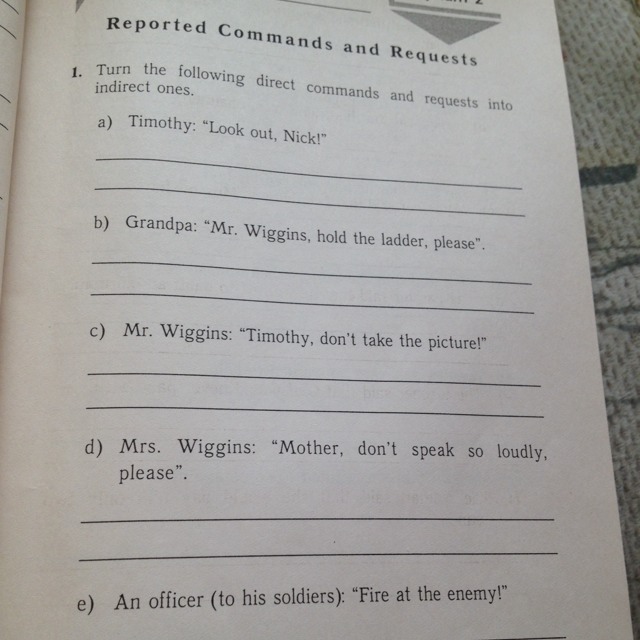 Reported Commands and Requests
1. Turn the following direct commands and requests into
indirect ones.
a) Timothy: “Look out, Nick!”
b) Grandpa: “Mr. Wiggins, hold the ladder, please”.
c) Mr. Wiggins: “Timothy, don't take the picture!”
d) Mrs. Wiggins: “Mother, don't speak so loudly,
please”.
e) An officer (to his soldiers): “Fire at the enemy!”